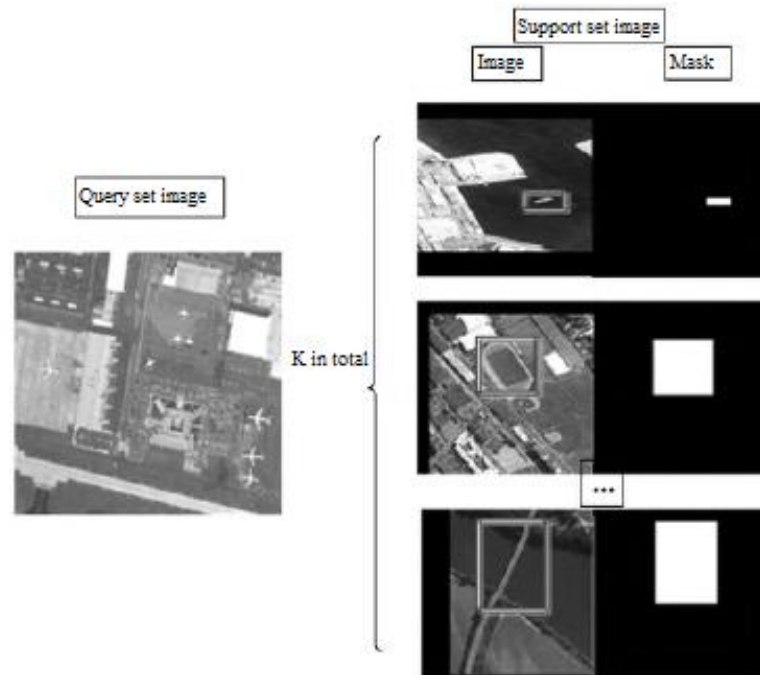 Support set image
Image
Mask
Query set image
K in total
...